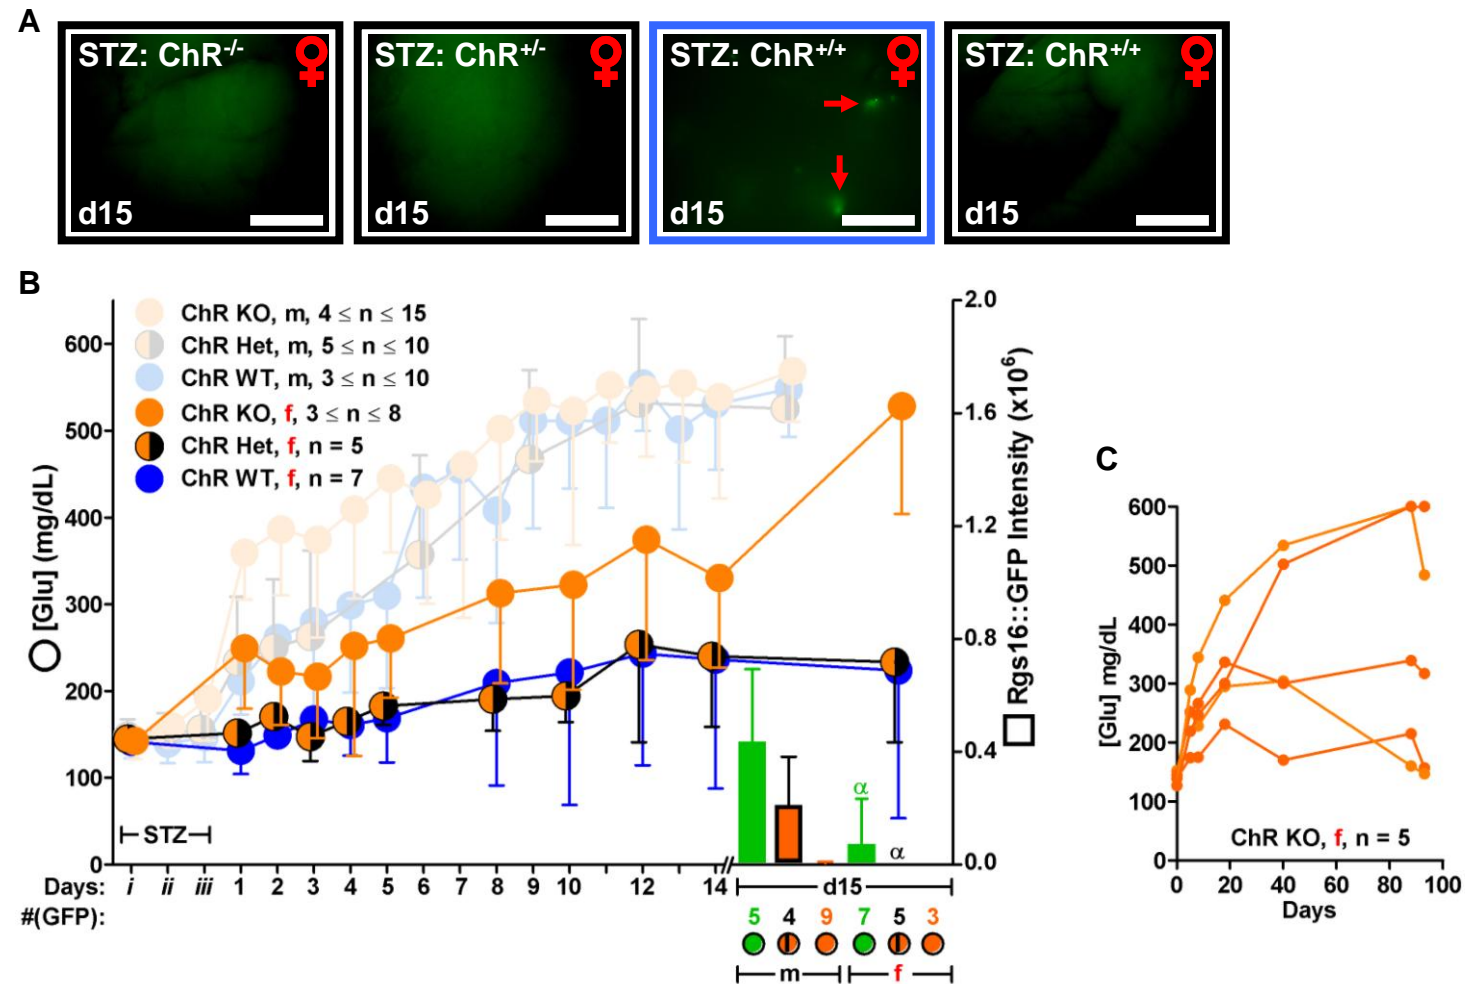 A
STZ: ChR-/- ♀
d15
STZ: ChR+/- ♀
d15
STZ: ChR+/+ ♀
d15
STZ: ChR+/+ ♀
d15
B
ChR KO, m, 4 ≤ n ≤ 15
ChR Het, m, 5 ≤ n ≤ 10
ChR WT, m, 3 ≤ n ≤ 10
ChR KO, f, 3 ≤ n ≤ 8
ChR Het, f, n = 5
ChR WT, f, n = 7
[Glu] (mg/dL)
600
500
400
300
200
100
0
STZ
α
α
2.0
1.6
1.2
0.8
0.4
0.0
Rgs16::GFP Intensity (x10⁶)
Days: i ii iii 1 2 3 4 5 6 7 8 9 10 12 14 d15
#(GFP): 5 4 9 7 5 3
m f
C
[Glu] mg/dL
600
500
400
300
200
100
0
ChR KO, f, n = 5
0 20 40 60 80 100
Days